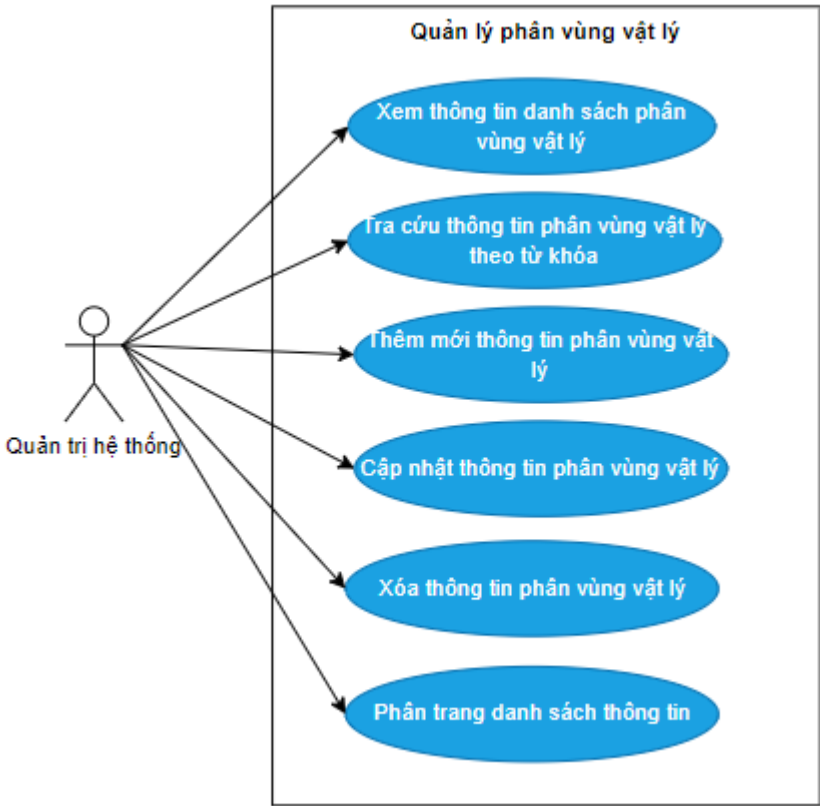 Quản lý phân vùng vật lý
Xem thông tin danh sách phân
vùng vật lý
Tra cứu thông tin phân vùng vật lý
theo từ khóa
Thêm mới thông tin phân vùng vật
lý
Quản trị hệ thống
Cập nhật thông tin phân vùng vật lý
Xóa thông tin phân vùng vật lý
Phân trang danh sách thông tin